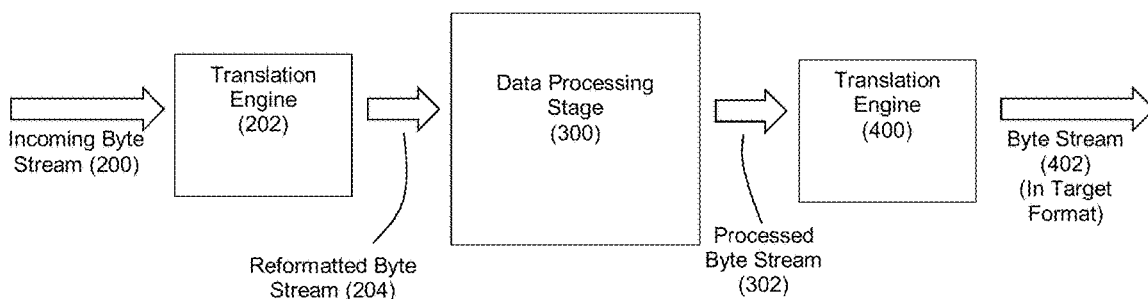 Incoming Byte
Stream (200)
Translation
Engine
(202)
Reformatted Byte
Stream (204)
Data Processing
Stage
(300)
Processed
Byte Stream
(302)
Translation
Engine
(400)
Byte Stream
(402)
(In Target
Format)